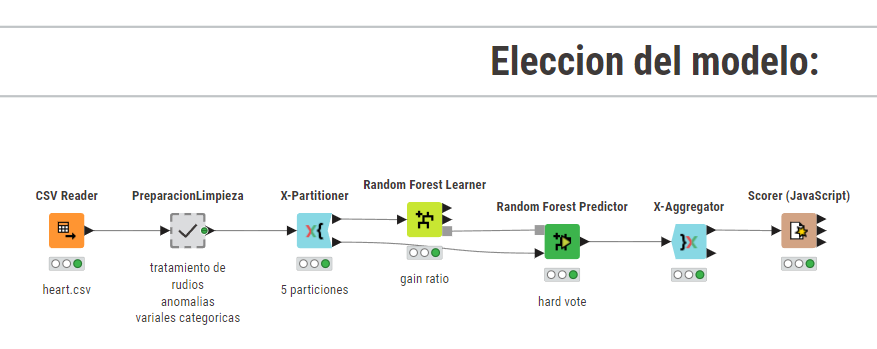 Eleccion del modelo:
CSV Reader
heart.csv
PreparacionLimpieza
tratamiento de
rudios
anomalias
variales categoricas
X-Partitioner
5 particiones
Random Forest Learner
gain ratio
Random Forest Predictor
hard vote
X-Aggregator
Scorer (JavaScript)